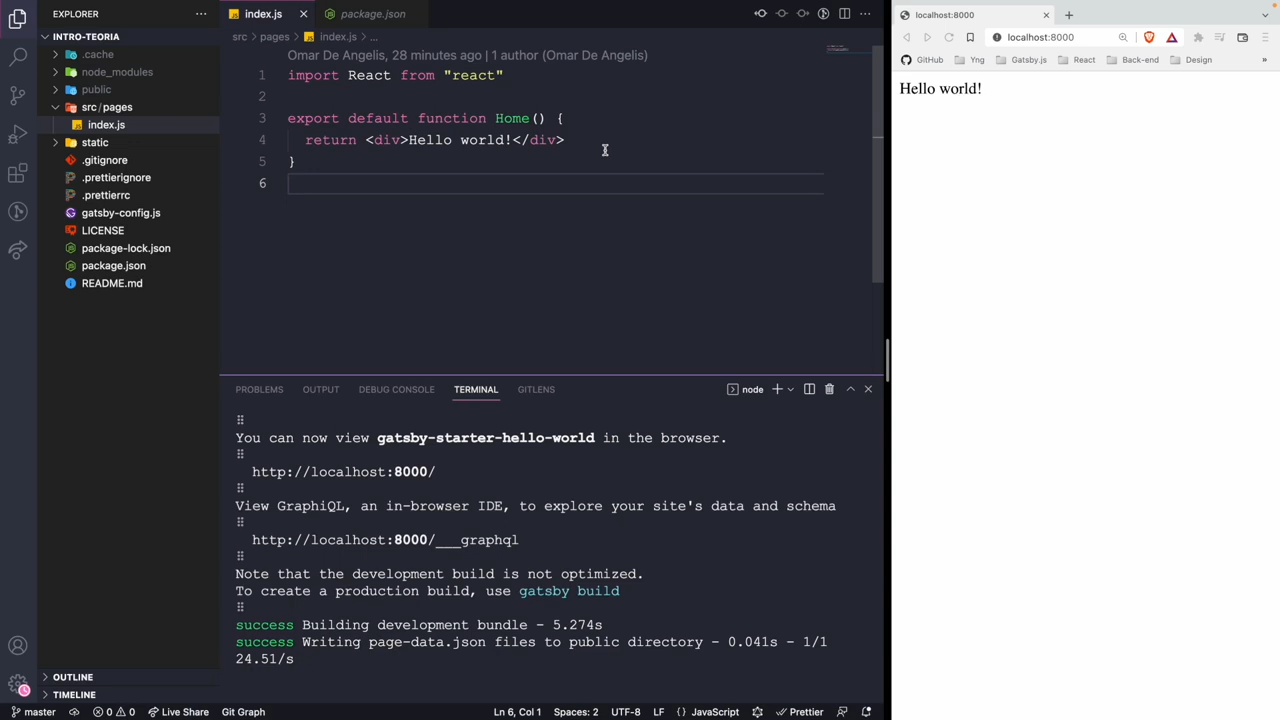 EXPLORER
INTRO-TEORIA
.cache
node_modules
public
src/pages
index.js
static
.gitignore
.prettierignore
.prettierrc
gatsby-config.js
LICENSE
package-lock.json
package.json
README.md
OUTLINE
TIMELINE
index.js
package.json
src
pages
index.js
...
Omar De Angelis, 28 minutes ago | 1 author (Omar De Angelis)
1 import React from "react"
2
3 export default function Home() {
4 return <div>Hello world!</div>
5 }
6
PROBLEMS OUTPUT DEBUG CONSOLE TERMINAL GITLENS
node
You can now view gatsby-starter-hello-world in the browser.
http://localhost:8000/
View GraphiQL, an in-browser IDE, to explore your site's data and schema
http://localhost:8000/___graphql
Note that the development build is not optimized.
To create a production build, use gatsby build
success Building development bundle - 5.274s
success Writing page-data.json files to public directory - 0.041s - 1/1
24.51/s
master 0 0 Live Share Git Graph Ln 6, Col 1 Spaces: 2 UTF-8 LF {} JavaScript Prettier
localhost:8000
localhost:8000
GitHub Yng Gatsby.js React Back-end Design »
Hello world!